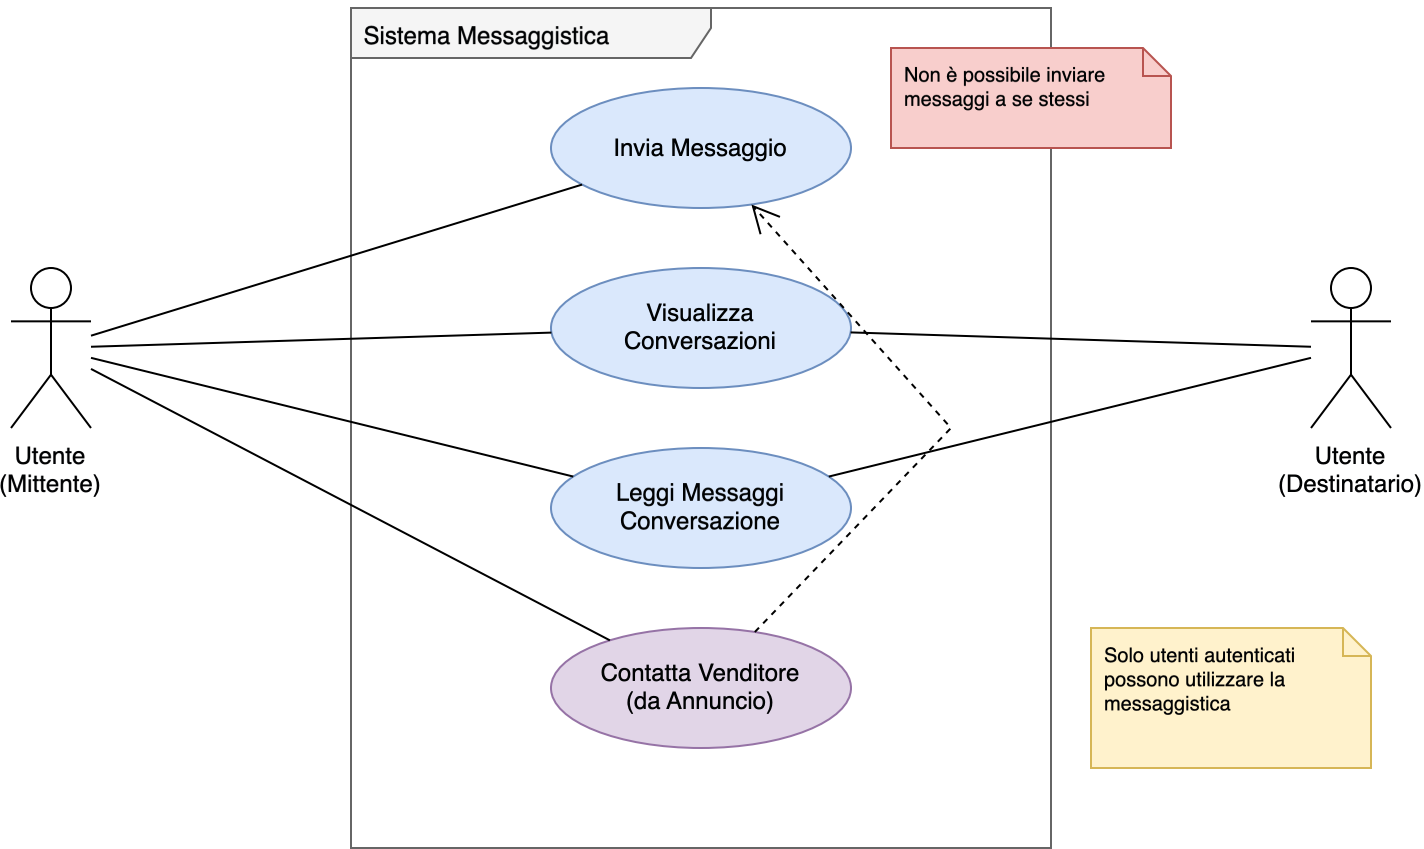 Sistema Messaggistica
Non è possibile inviare
messaggi a se stessi
Invia Messaggio
Visualizza
Conversazioni
Utente
(Mittente)
Utente
(Destinatario)
Leggi Messaggi
Conversazione
Contatta Venditore
(da Annuncio)
Solo utenti autenticati
possono utilizzare la
messaggistica